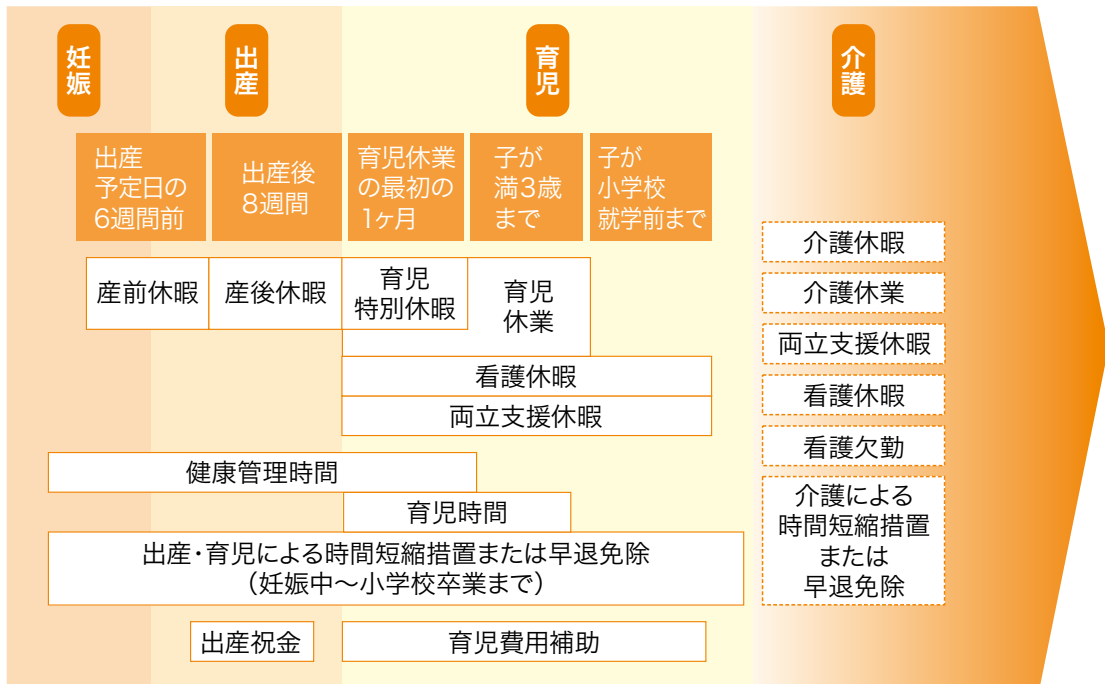 妊娠
出産
育児
介護
出産
予定日の
6週間前
出産後
8週間
育児休業
の最初の
1ヶ月
子が
満3歳
まで
子が
小学校
就学前まで
産前休暇
産後休暇
育児
特別休暇
育児
休業
看護休暇
両立支援休暇
健康管理時間
育児時間
出産・育児による時間短縮措置または早退免除
（妊娠中～小学校卒業まで）
出産祝金
育児費用補助
介護休暇
介護休業
両立支援休暇
看護休暇
看護欠勤
介護による
時間短縮措置
または
早退免除